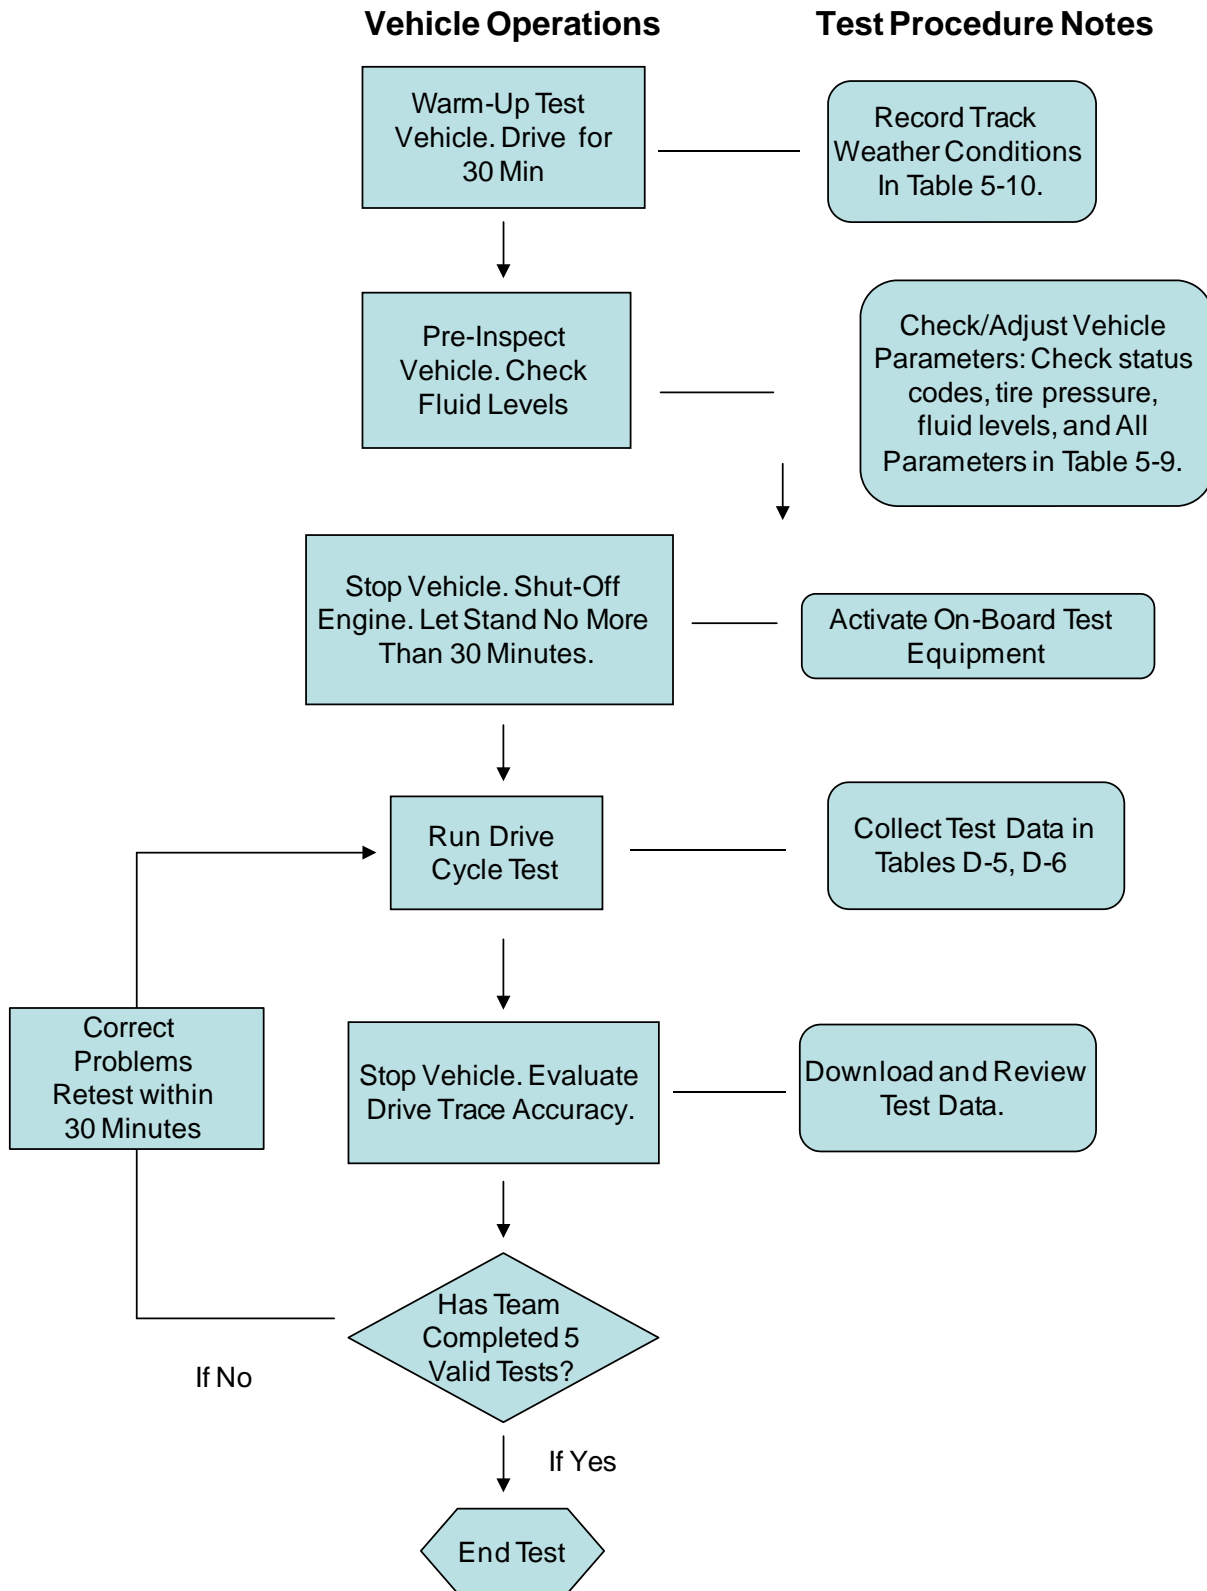 Vehicle Operations
Test Procedure Notes
Warm-Up Test
Vehicle. Drive for
30 Min
Record Track
Weather Conditions
In Table 5-10.
Pre-Inspect
Vehicle. Check
Fluid Levels
Check/Adjust Vehicle
Parameters: Check status
codes, tire pressure,
fluid levels, and All
Parameters in Table 5-9.
Stop Vehicle. Shut-Off
Engine. Let Stand No More
Than 30 Minutes.
Activate On-Board Test
Equipment
Run Drive
Cycle Test
Collect Test Data in
Tables D-5, D-6
Correct
Problems
Retest within
30 Minutes
Stop Vehicle. Evaluate
Drive Trace Accuracy.
Download and Review
Test Data.
Has Team
Completed 5
Valid Tests?
If No
If Yes
End Test